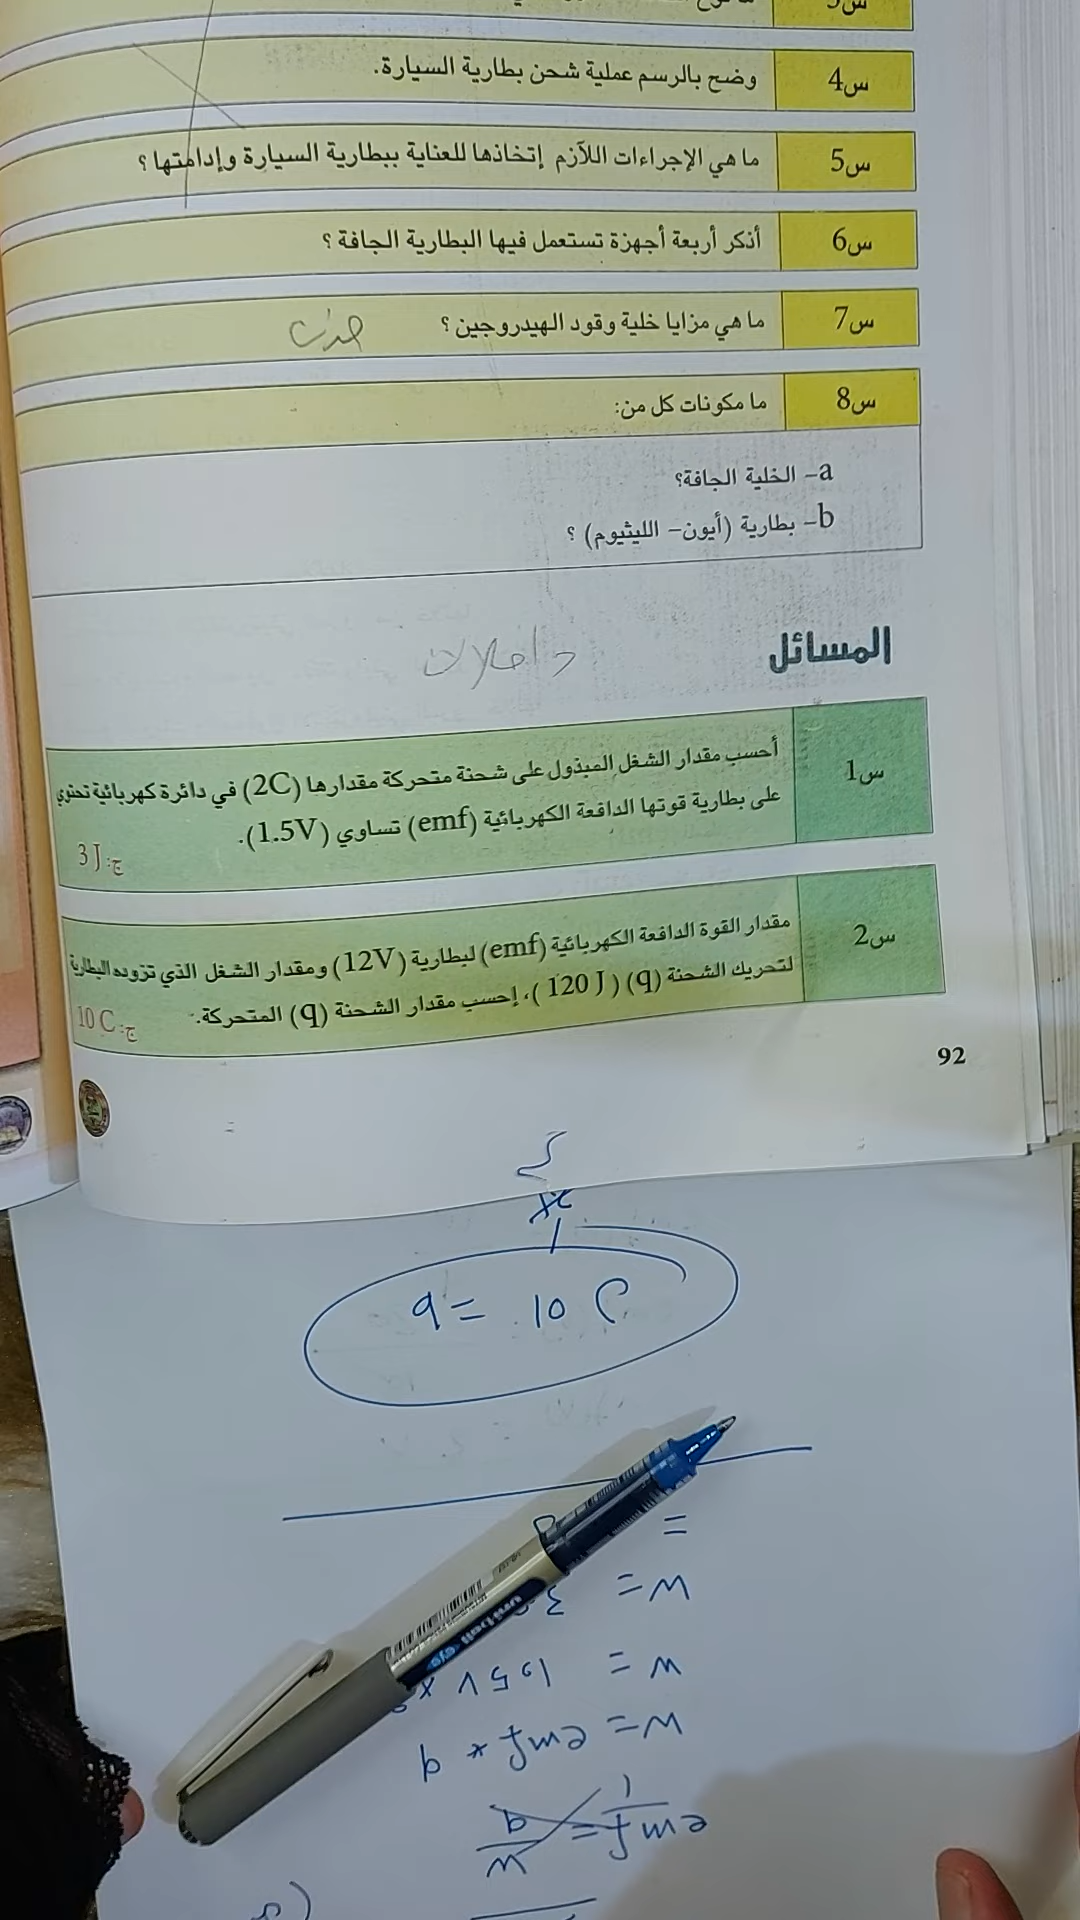 س4 وضح بالرسم عملية شحن بطارية السيارة.
س5 ما هي الإجراءات اللآزم إتخاذها للعناية ببطارية السيارة وإدامتها ؟
س6 أذكر أربعة أجهزة تستعمل فيها البطارية الجافة ؟
س7 ما هي مزايا خلية وقود الهيدروجين ؟
س8 ما مكونات كل من:
a- الخلية الجافة؟
b- بطارية (أيون- الليثيوم) ؟
المسائل
س1 أحسب مقدار الشغل المبذول على شحنة متحركة مقدارها (2C) في دائرة كهربائية تحتوي
على بطارية قوتها الدافعة الكهربائية (emf) تساوي (1.5V).
ج: 3 J
س2 مقدار القوة الدافعة الكهربائية (emf) لبطارية (12V) ومقدار الشغل الذي تزوده البطارية
لتحريك الشحنة (q) (120 J)، إحسب مقدار الشحنة (q) المتحركة.
ج: 10 C
92
q = 10 C
uni-ball eye
emf/1 = w/q
w = emf * q